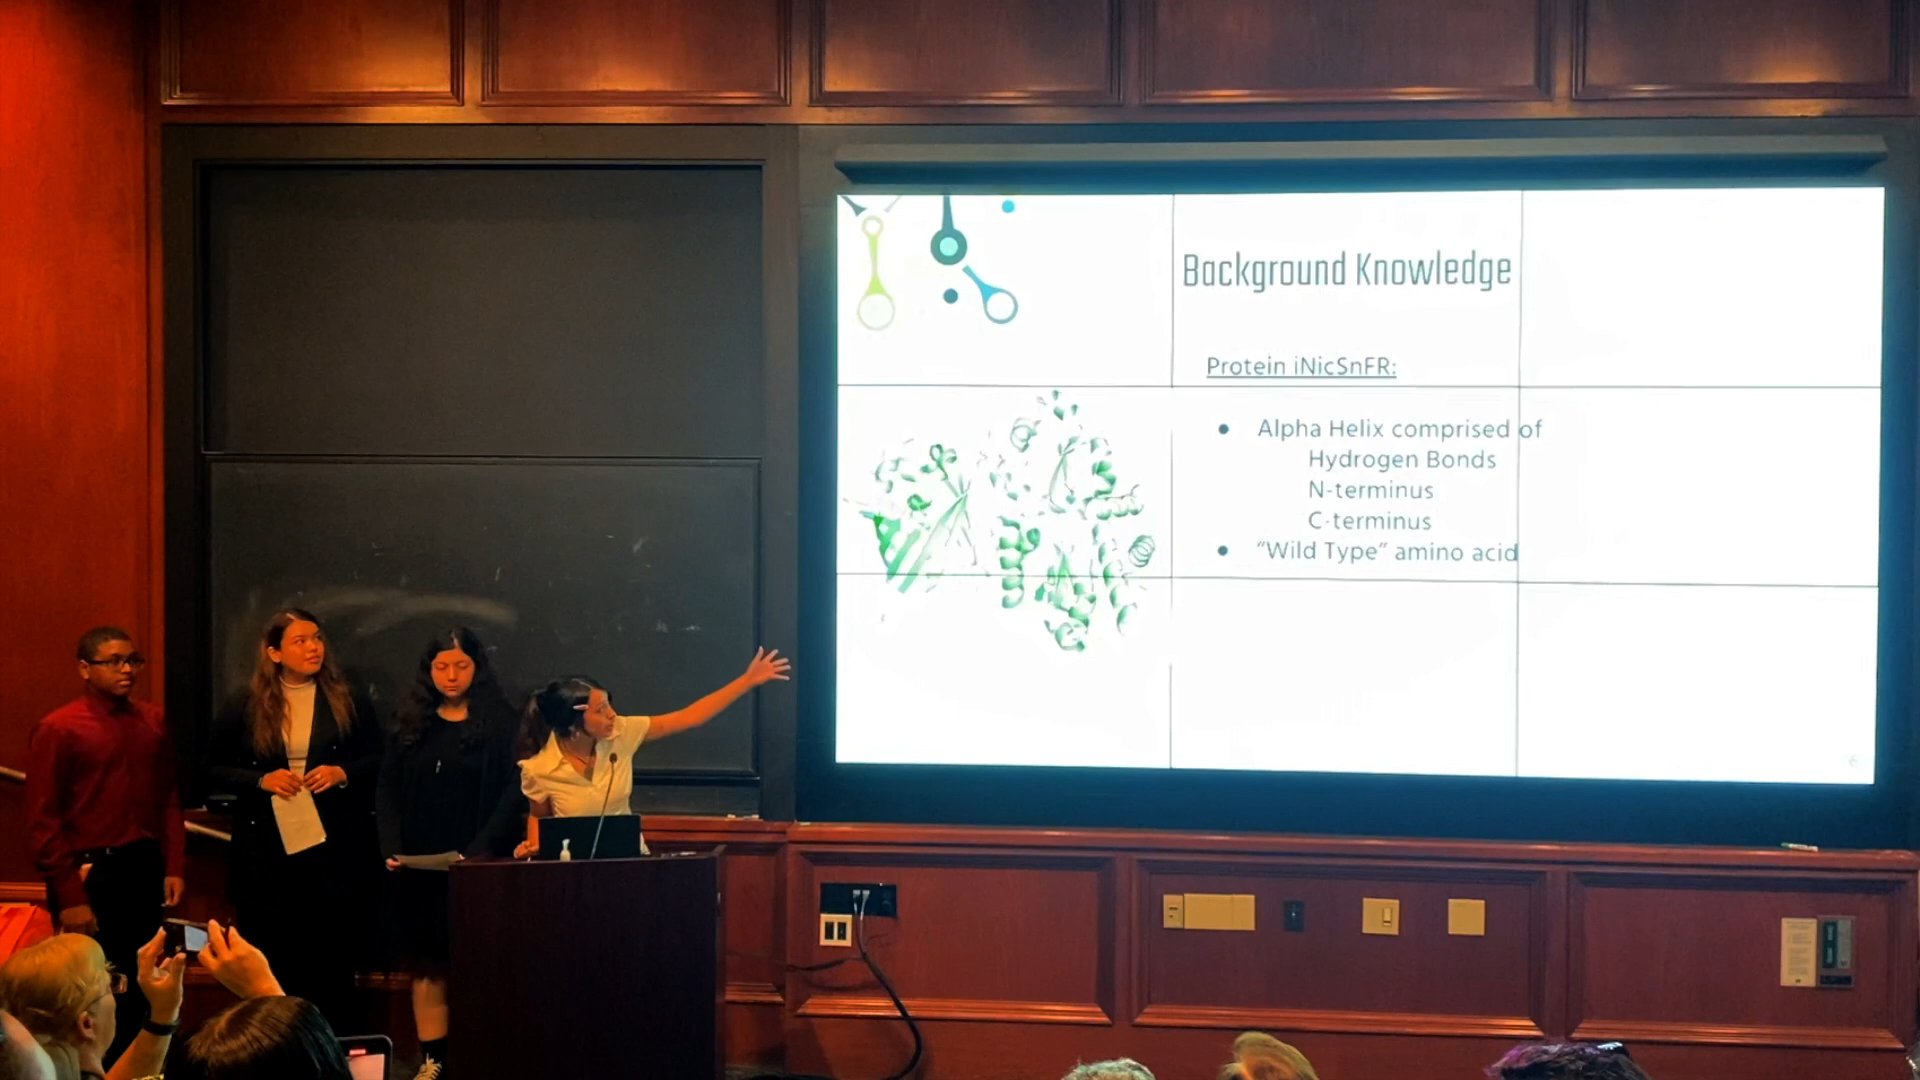 Background Knowledge
Protein iNicSnFR:
Alpha Helix comprised of
Hydrogen Bonds
N-terminus
C-terminus
"Wild Type" amino acid